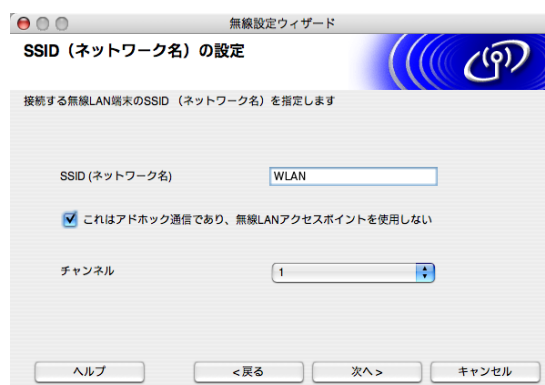 無線設定ウィザード
SSID（ネットワーク名）の設定
接続する無線LAN端末のSSID （ネットワーク名）を指定します
SSID (ネットワーク名)
WLAN
これはアドホック通信であり、無線LANアクセスポイントを使用しない
チャンネル
1
ヘルプ
<戻る
次へ>
キャンセル